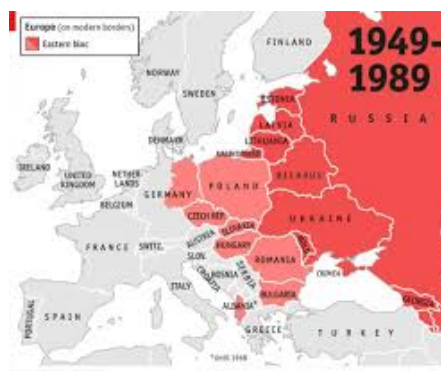 Europe (on modern borders)
Eastern bloc
1949-
1989
FINLAND
NORWAY
SWEDEN
ESTONIA
RUSSIA
LATVIA
LITHUANIA
DENMARK
IRELAND
UNITED
KINGDOM
NETHER
LANDS
BELARUS
POLAND
GERMANY
BELGIUM
CZECH REP.
UKRAINE
SLOVAKIA
FRANCE
SWITZ.
AUSTRIA
HUNGARY
SLON.
ROMANIA
CROATIA
BOSNIA
SERBIA
CRIMEA
ITALY
BULGARIA
GEORGIA
PORTUGAL
SPAIN
ALBANIA*
GREECE
TURKEY